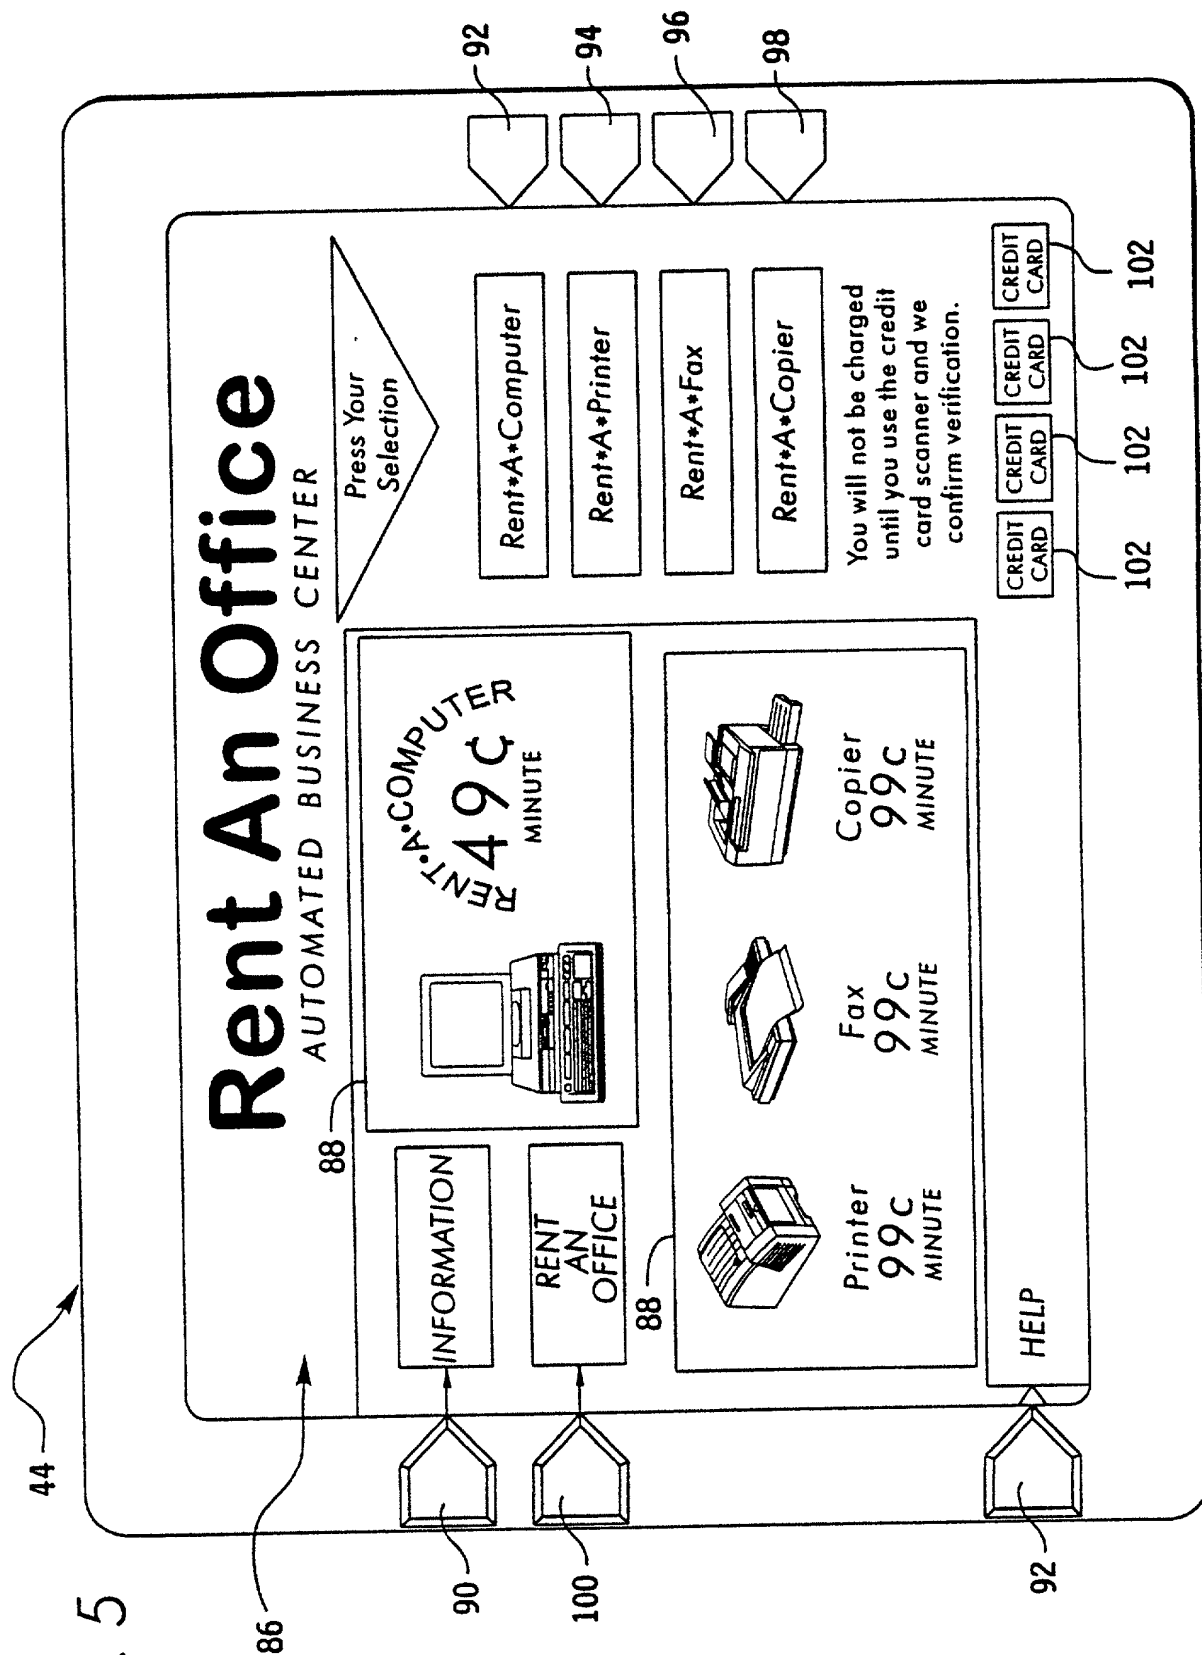 44
86
Rent An Office
AUTOMATED BUSINESS CENTER
Press Your
Selection
88
90
INFORMATION
100
RENT
AN
OFFICE
RENT•A•COMPUTER
49¢
MINUTE
Rent*A*Computer
92
Rent*A*Printer
94
Rent*A*Fax
96
Rent*A*Copier
98
88
Printer
99c
MINUTE
Fax
99c
MINUTE
Copier
99c
MINUTE
You will not be charged
until you use the credit
card scanner and we
confirm verification.
92
HELP
CREDIT
CARD
CREDIT
CARD
CREDIT
CARD
CREDIT
CARD
102
102
102
102
. 5